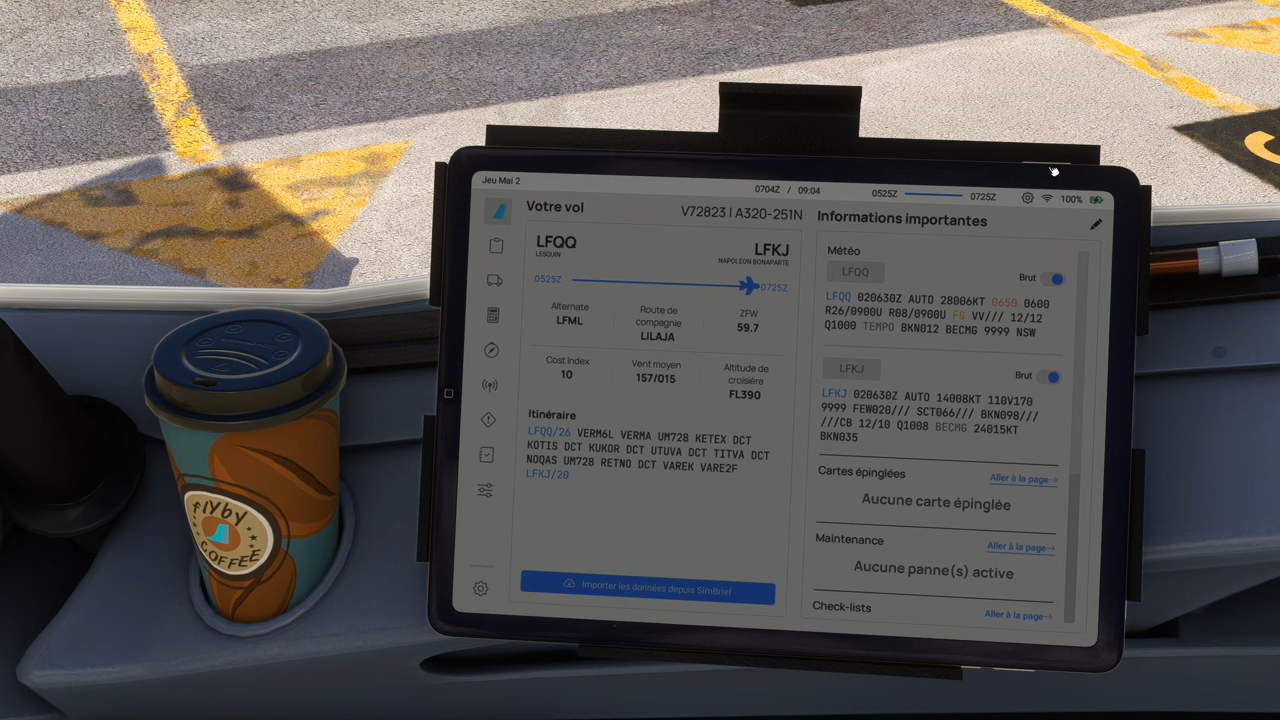 Jeu Mai 2
0704Z / 09:04
0525Z
0725Z
100%
Votre vol
V72823 | A320-251N
LFQQ
LESQUIN
LFKJ
NAPOLEON BONAPARTE
0525Z
0725Z
Alternate
LFML
Route de
compagnie
LILAJA
ZFW
59.7
Cost Index
10
Vent moyen
157/015
Altitude de
croisière
FL390
Itinéraire
LFQQ/26 VERM6L VERMA UM728 KETEX DCT
KOTIS DCT KUKOR DCT UTUVA DCT TITVA DCT
NOQAS UM728 RETNO DCT VAREK VARE2F
LFKJ/20
Importer les données depuis SimBrief
Informations importantes
Météo
LFQQ
Brut
LFQQ 020630Z AUTO 28006KT 0650 0600
R26/0900U R08/0900U FG VV/// 12/12
Q1000 TEMPO BKN012 BECMG 9999 NSW
LFKJ
Brut
LFKJ 020630Z AUTO 14008KT 110V170
9999 FEW020/// SCT066/// BKN098///
///CB 12/10 Q1008 BECMG 24015KT
BKN035
Cartes épinglées
Aller à la page→
Aucune carte épinglée
Maintenance
Aller à la page→
Aucune panne(s) active
Check-lists
Aller à la page→
flyby
COFFEE